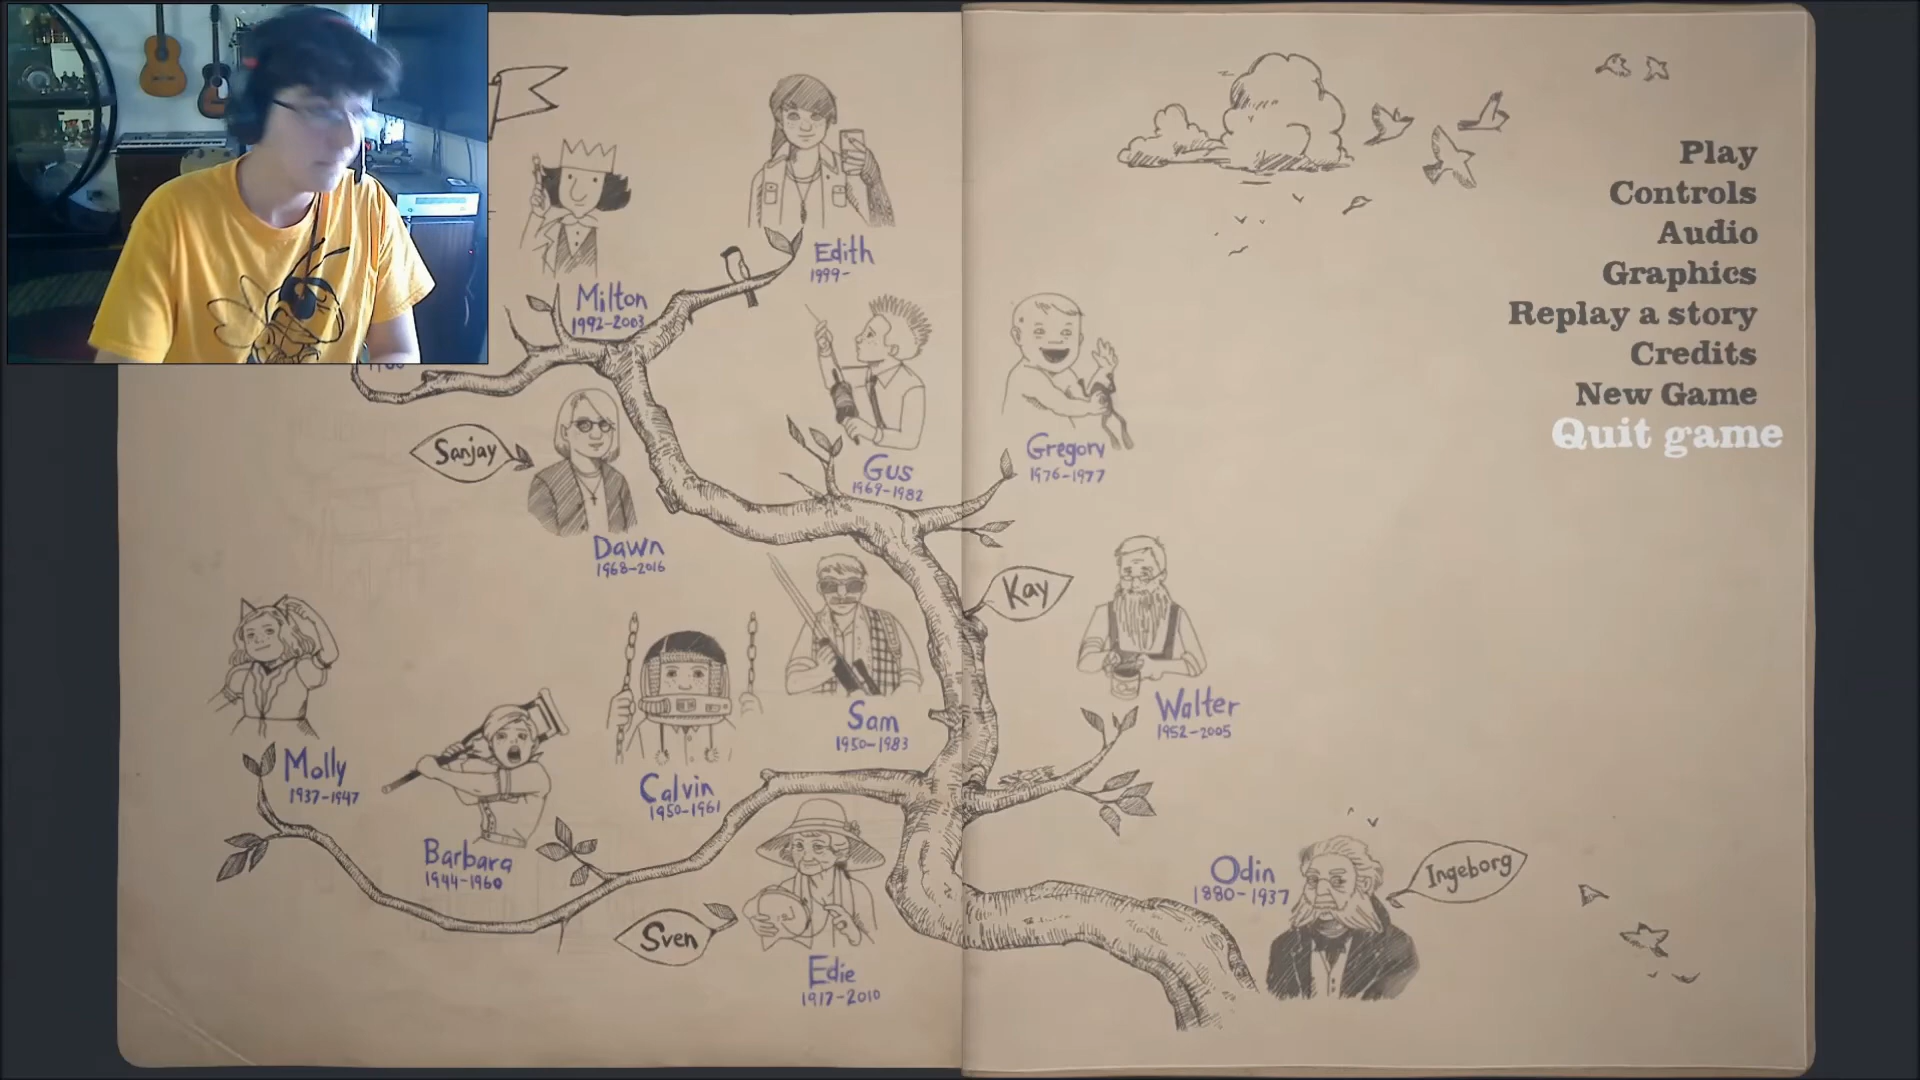 Play
Controls
Audio
Graphics
Replay a story
Credits
New Game
Quit game
Edith
1999-
Milton
1992-2003
Gus
1969-1982
Gregory
1976-1977
Sanjay
Dawn
1968-2016
Kay
Sam
1950-1983
Walter
1952-2005
Molly
1937-1947
Calvin
1950-1961
Barbara
1944-1960
Odin
1880-1937
Ingeborg
Sven
Edie
1917-2010